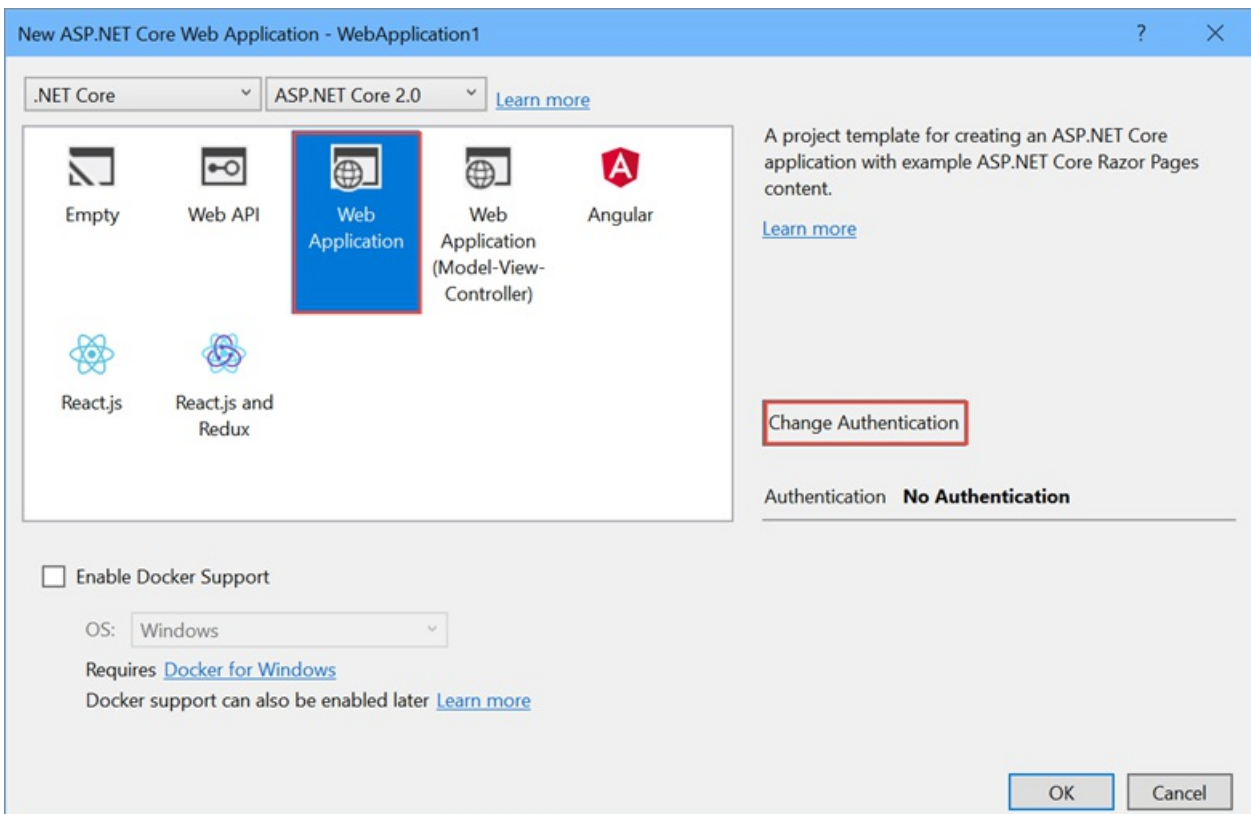 New ASP.NET Core Web Application - WebApplication1
.NET Core
ASP.NET Core 2.0
Learn more
Empty
Web API
Web
Application
Web
Application
(Model-View-
Controller)
Angular
React.js
React.js and
Redux
A project template for creating an ASP.NET Core
application with example ASP.NET Core Razor Pages
content.
Learn more
Change Authentication
Authentication No Authentication
Enable Docker Support
OS: Windows
Requires Docker for Windows
Docker support can also be enabled later Learn more
OK
Cancel